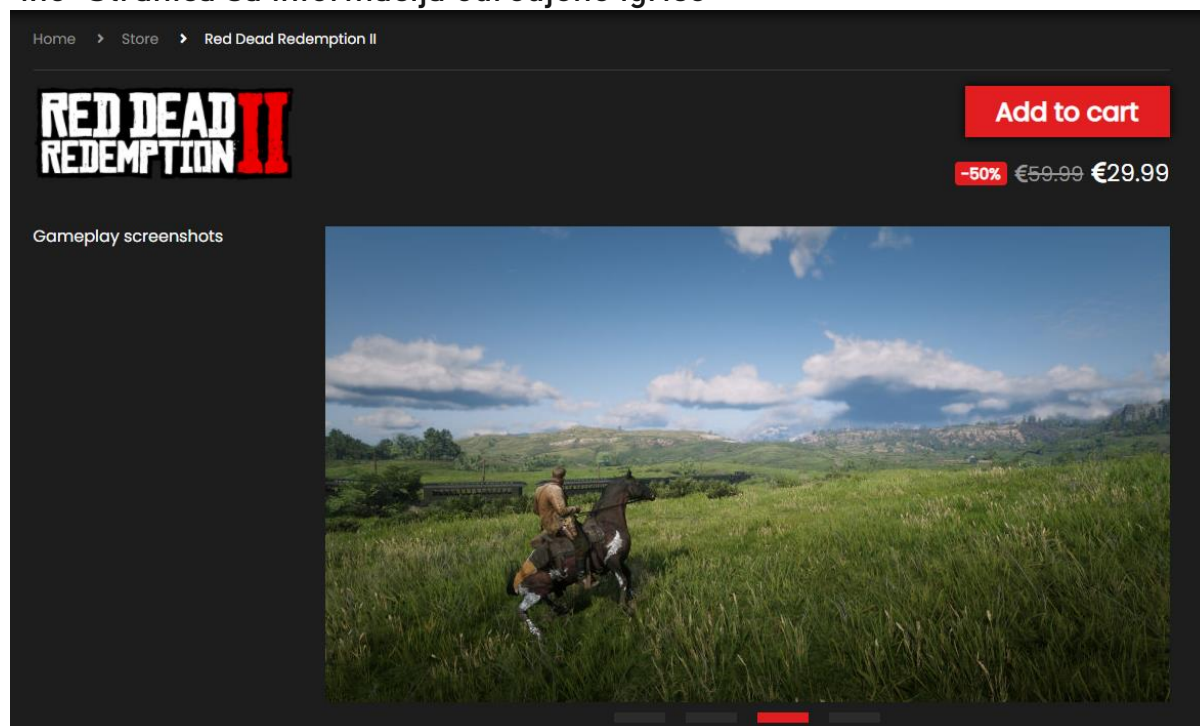 Home > Store > Red Dead Redemption II
RED DEAD
REDEMPTION II
Add to cart
-50% €59.99 €29.99
Gameplay screenshots